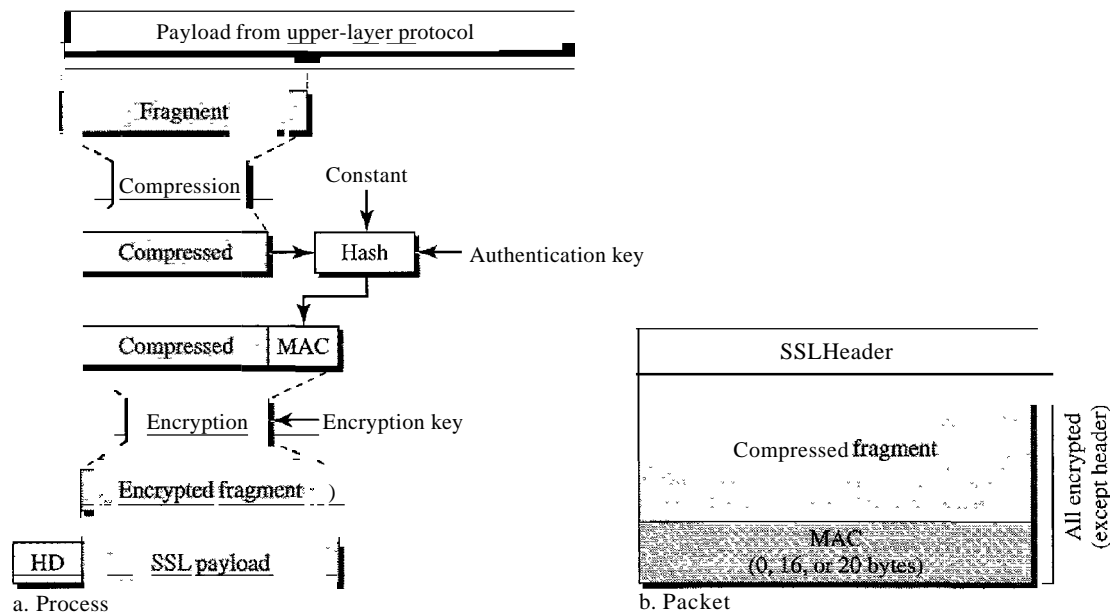 Payload from upper-layer protocol
Fragment
Compression
Constant
Compressed
Hash
Authentication key
Compressed
MAC
Encryption
Encryption key
Encrypted fragment )
HD
SSL payload
a. Process
SSLHeader
Compressed fragment
MAC
(0, 16, or 20 bytes)
All encrypted
(except header)
b. Packet